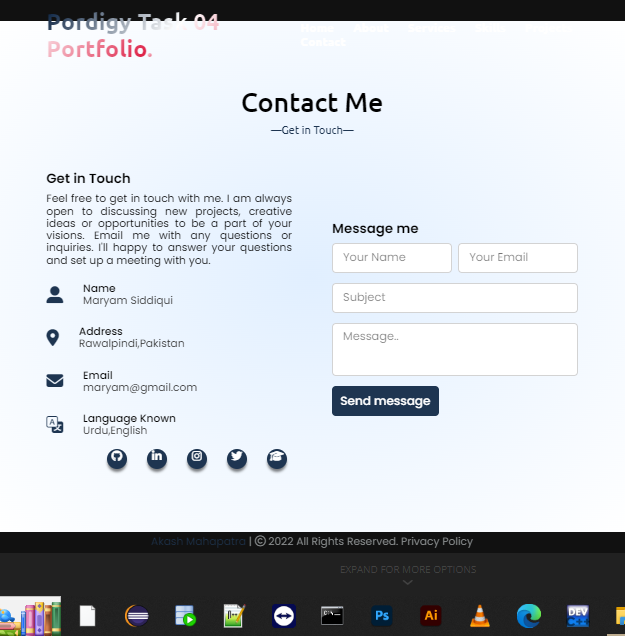 Pordigy Task 04
Portfolio.
Home About
Contact
Contact Me
—Get in Touch—
Get in Touch
Feel free to get in touch with me. I am always
open to discussing new projects, creative
ideas or opportunities to be a part of your
visions. Email me with any questions or
inquiries. I'll happy to answer your questions
and set up a meeting with you.
Name
Maryam Siddiqui
Address
Rawalpindi,Pakistan
Email
maryam@gmail.com
Language Known
Urdu,English
Message me
Your Name
Your Email
Subject
Message..
Send message
Akash Mahapatra | © 2022 All Rights Reserved. Privacy Policy
EXPAND FOR MORE OPTIONS
Ps
Ai
DEV